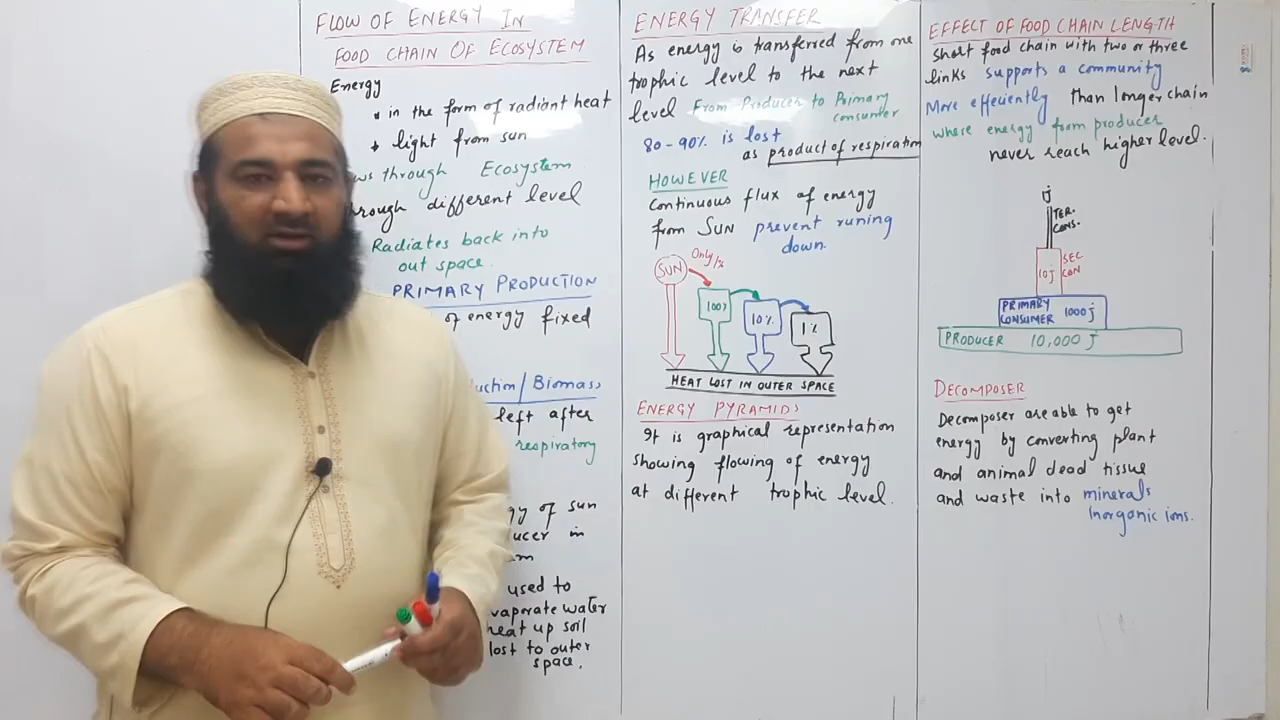 FLOW OF ENERGY IN
FOOD CHAIN OF ECOSYSTEM
Energy
in the form of radiant heat
light from sun
through Ecosystem
different level
Radiates back into
out space
PRIMARY PRODUCTION
of energy fixed
/ Biomass
left after
respiratory
of sun
in
used to
water
heat up soil
lost to outer
space.
ENERGY TRANSFER
As energy is transferred from one
trophic level to the next
level From Producer to Primary
consumer
80-90% is lost
as product of respiration
HOWEVER
Continuous flux of energy
from SUN prevent runing
down.
Only 1%
SUN
100%
10%
1%
HEAT LOST IN OUTER SPACE
ENERGY PYRAMIDS
It is graphical representation
showing flowing of energy
at different trophic level.
EFFECT OF FOOD CHAIN LENGTH
short food chain with two or three
links supports a community
More effeciently than longer chain
where energy from producer
never reach higher level.
1j
TER.
CONS.
10j
SEC
CON
PRIMARY
CONSUMER 1000 j
PRODUCER 10,000 J
DECOMPOSER
Decomposer are able to get
energy by converting plant
and animal dead tissue
and waste into minerals
Inorganic ions.